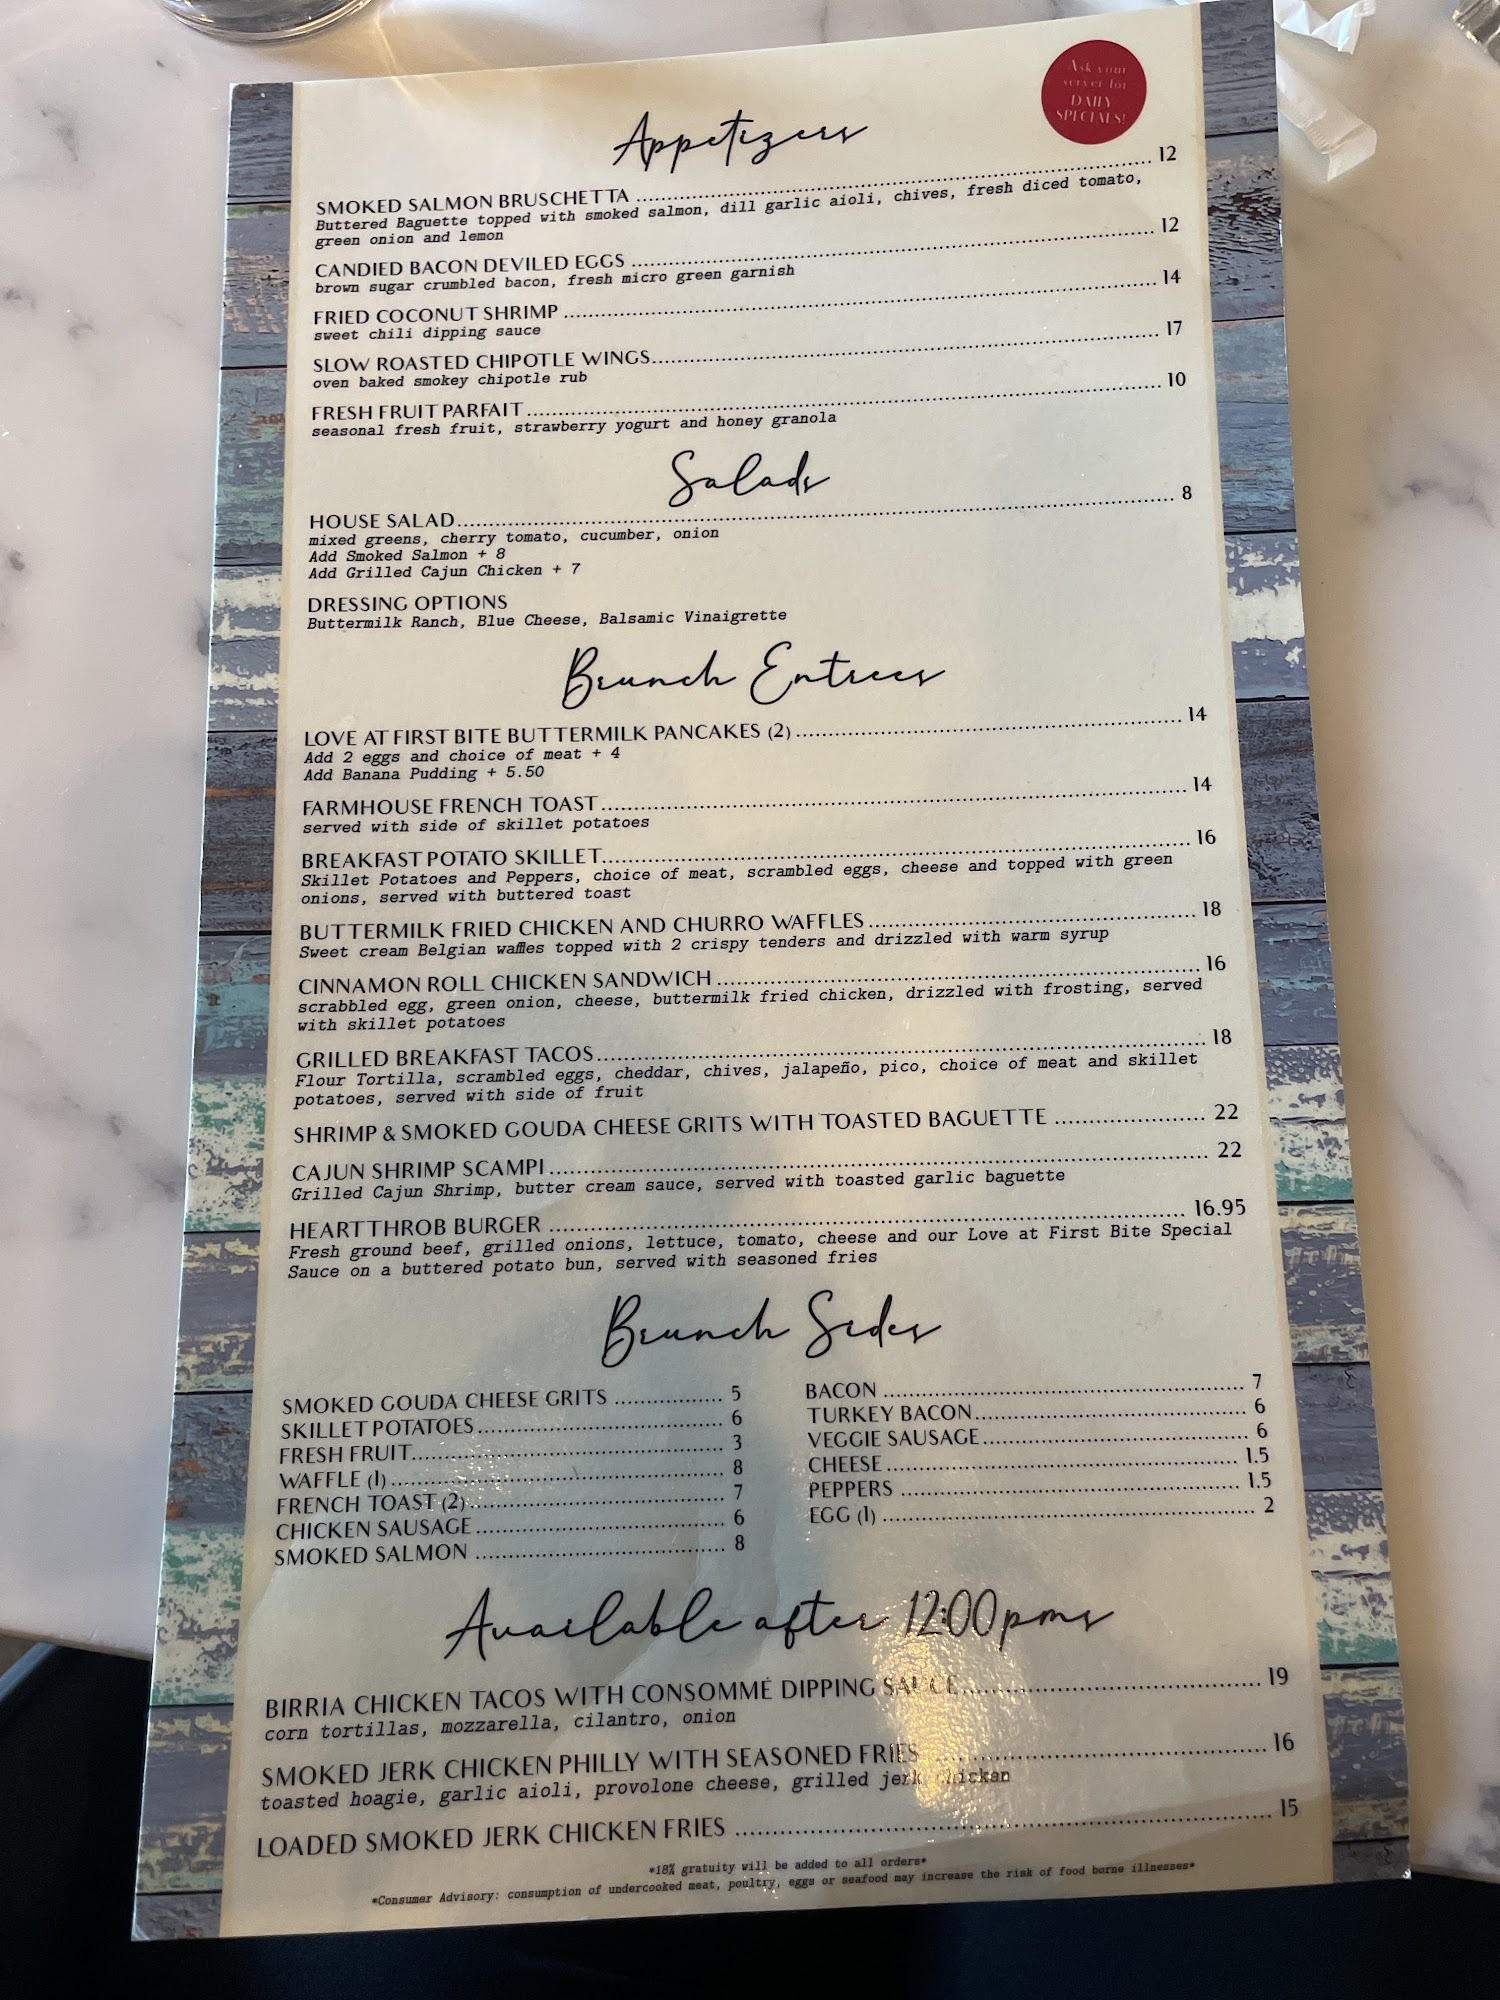 Ask your
server for
DAILY
SPECIALS!
Appetizers
SMOKED SALMON BRUSCHETTA ........ 12
Buttered Baguette topped with smoked salmon, dill garlic aioli, chives, fresh diced tomato,
green onion and lemon
CANDIED BACON DEVILED EGGS ........ 12
brown sugar crumbled bacon, fresh micro green garnish
FRIED COCONUT SHRIMP ........ 14
sweet chili dipping sauce
SLOW ROASTED CHIPOTLE WINGS ........ 17
oven baked smokey chipotle rub
FRESH FRUIT PARFAIT ........ 10
seasonal fresh fruit, strawberry yogurt and honey granola
Salads
HOUSE SALAD ........ 8
mixed greens, cherry tomato, cucumber, onion
Add Smoked Salmon + 8
Add Grilled Cajun Chicken + 7
DRESSING OPTIONS
Buttermilk Ranch, Blue Cheese, Balsamic Vinaigrette
Brunch Entrees
LOVE AT FIRST BITE BUTTERMILK PANCAKES (2) ........ 14
Add 2 eggs and choice of meat + 4
Add Banana Pudding + 5.50
FARMHOUSE FRENCH TOAST ........ 14
served with side of skillet potatoes
BREAKFAST POTATO SKILLET ........ 16
Skillet Potatoes and Peppers, choice of meat, scrambled eggs, cheese and topped with green
onions, served with buttered toast
BUTTERMILK FRIED CHICKEN AND CHURRO WAFFLES ........ 18
Sweet cream Belgian waffles topped with 2 crispy tenders and drizzled with warm syrup
CINNAMON ROLL CHICKEN SANDWICH ........ 16
scrabbled egg, green onion, cheese, buttermilk fried chicken, drizzled with frosting, served
with skillet potatoes
GRILLED BREAKFAST TACOS ........ 18
Flour Tortilla, scrambled eggs, cheddar, chives, jalapeño, pico, choice of meat and skillet
potatoes, served with side of fruit
SHRIMP & SMOKED GOUDA CHEESE GRITS WITH TOASTED BAGUETTE ........ 22
CAJUN SHRIMP SCAMPI ........ 22
Grilled Cajun Shrimp, butter cream sauce, served with toasted garlic baguette
HEARTTHROB BURGER ........ 16.95
Fresh ground beef, grilled onions, lettuce, tomato, cheese and our Love at First Bite Special
Sauce on a buttered potato bun, served with seasoned fries
Brunch Sides
SMOKED GOUDA CHEESE GRITS ........ 5
SKILLET POTATOES ........ 6
FRESH FRUIT ........ 3
WAFFLE (1) ........ 8
FRENCH TOAST (2) ........ 7
CHICKEN SAUSAGE ........ 6
SMOKED SALMON ........ 8
BACON ........ 7
TURKEY BACON ........ 6
VEGGIE SAUSAGE ........ 6
CHEESE ........ 1.5
PEPPERS ........ 1.5
EGG (1) ........ 2
Available after 12:00pms
BIRRIA CHICKEN TACOS WITH CONSOMMÉ DIPPING SAUCE ........ 19
corn tortillas, mozzarella, cilantro, onion
SMOKED JERK CHICKEN PHILLY WITH SEASONED FRIES ........ 16
toasted hoagie, garlic aioli, provolone cheese, grilled jerk chicken
LOADED SMOKED JERK CHICKEN FRIES ........ 15
*18% gratuity will be added to all orders*
*Consumer Advisory: consumption of undercooked meat, poultry, eggs or seafood may increase the risk of food borne illnesses*